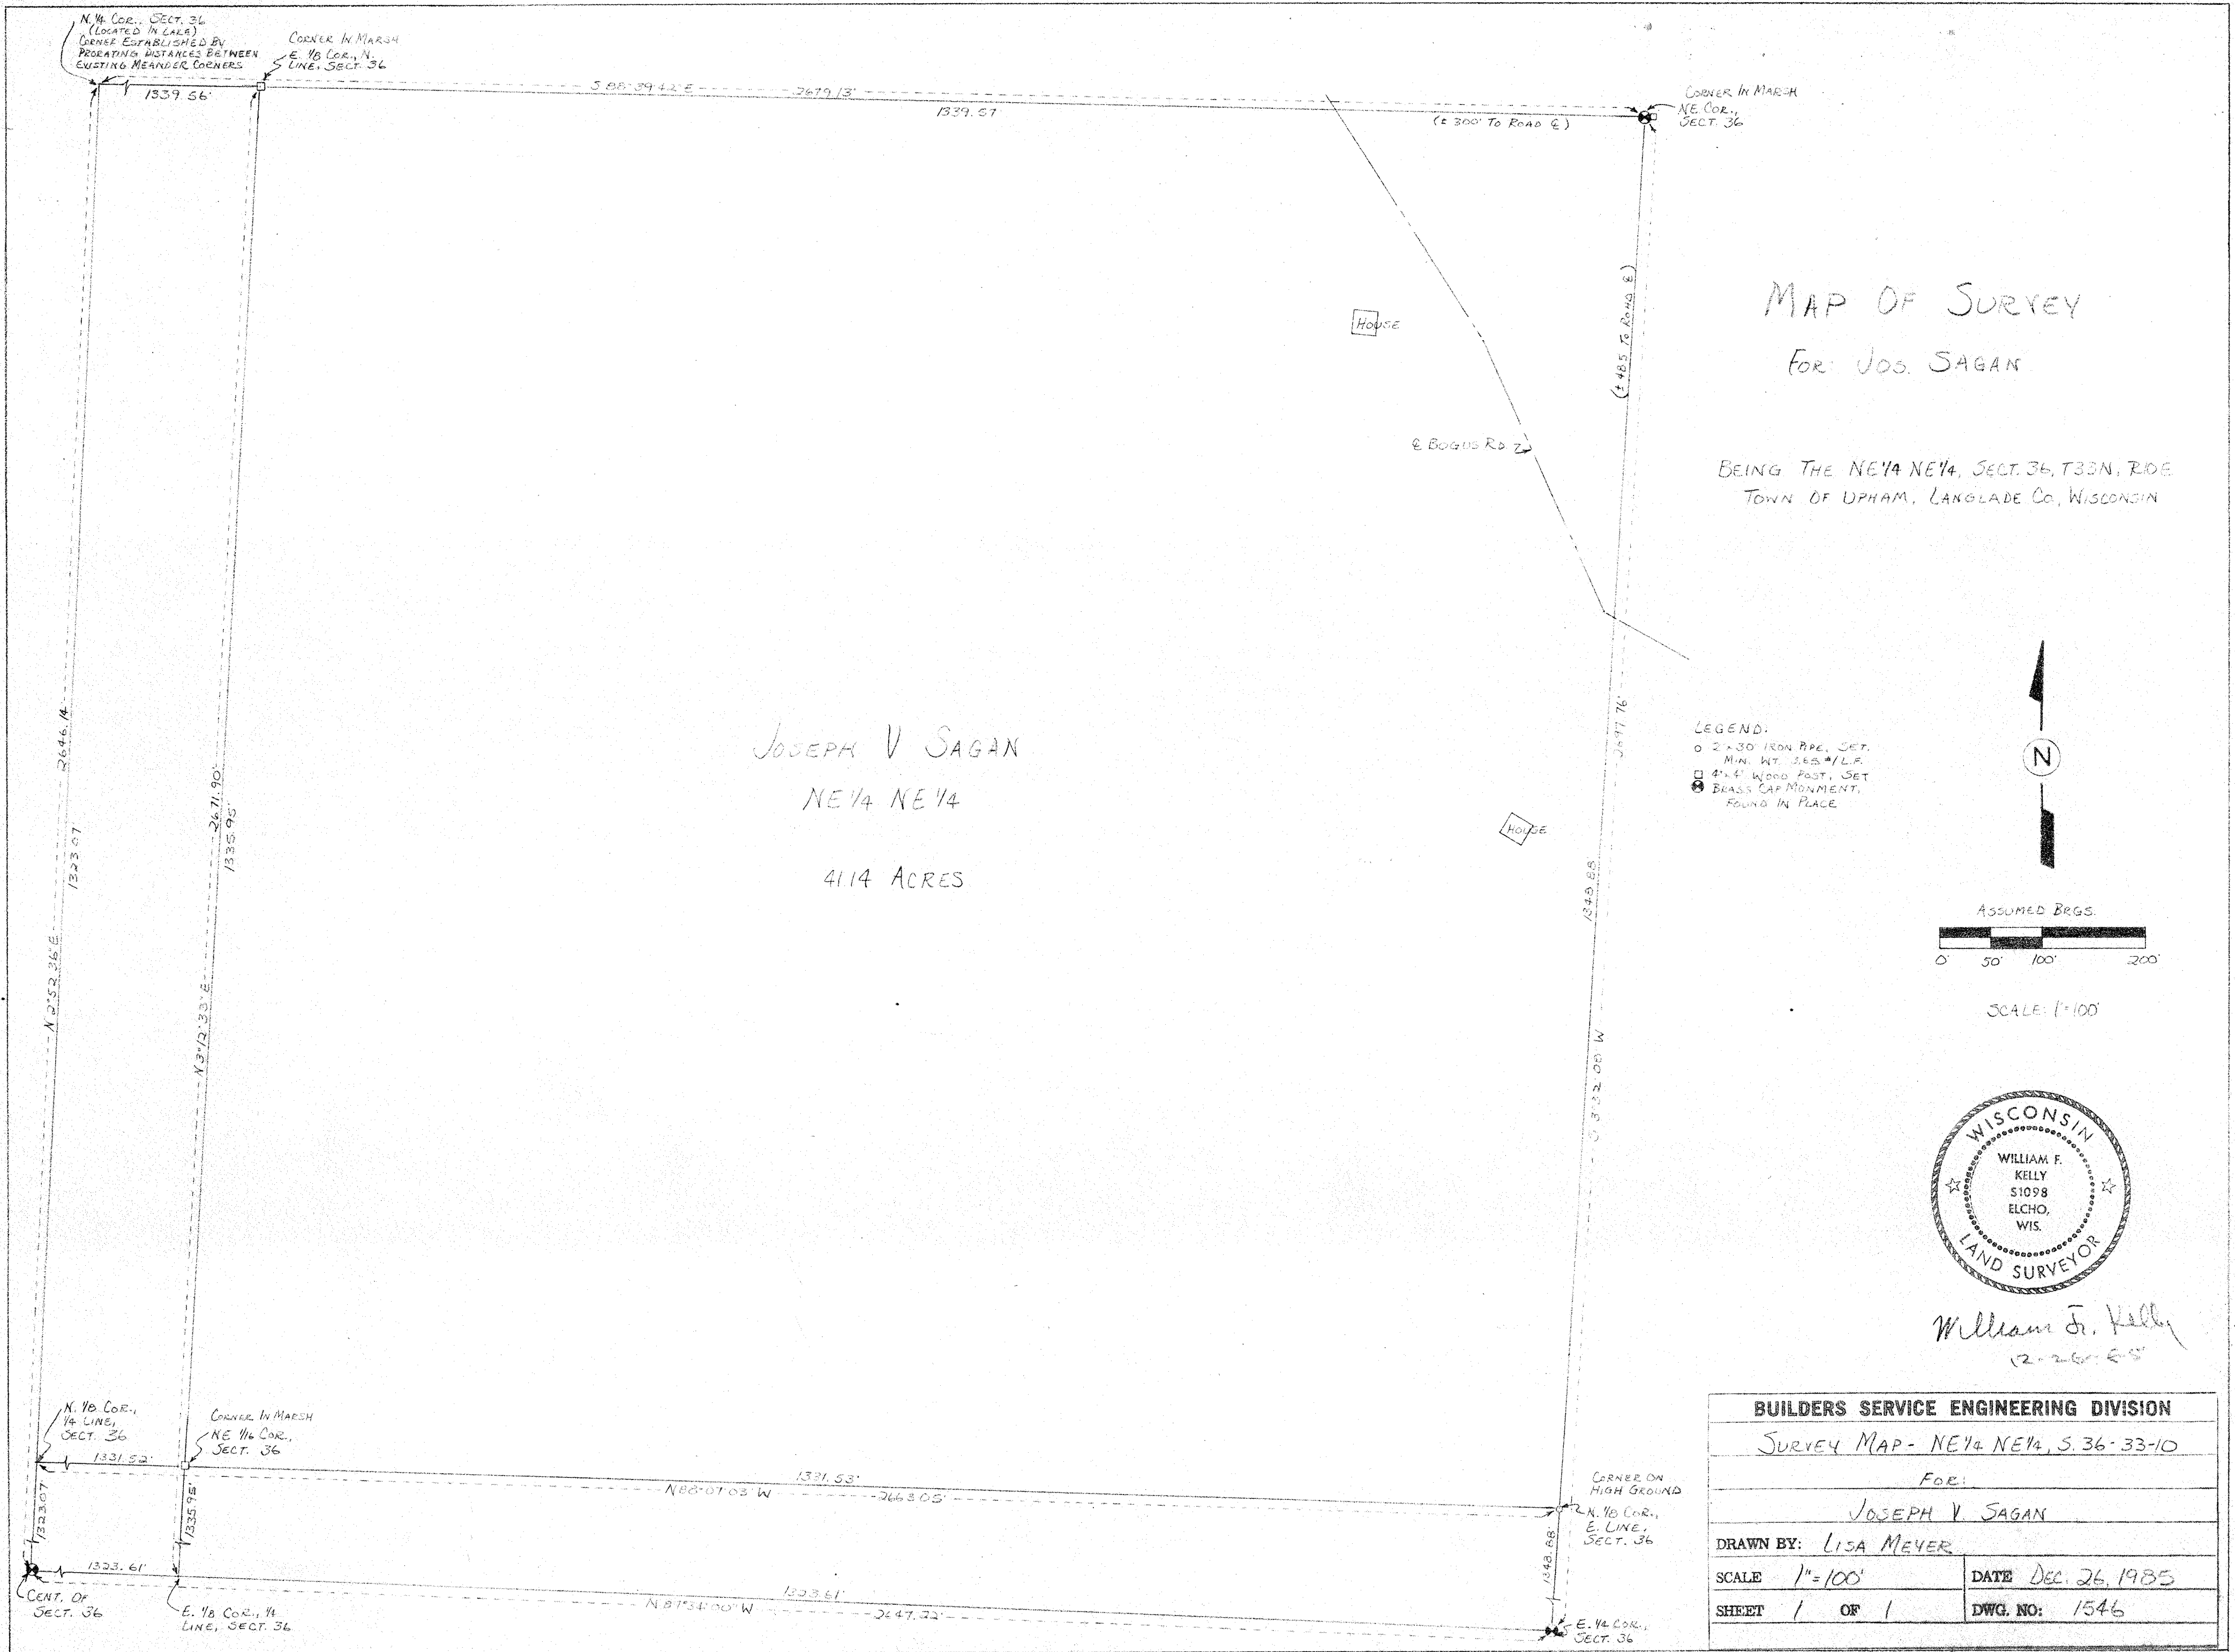 N. 1/4 COR., SECT. 36
(LOCATED IN LAKE)
CORNER ESTABLISHED BY
PRORATING DISTANCES BETWEEN
EXISTING MEANDER CORNERS
CORNER IN MARSH
E. 1/8 COR., N.
LINE, SECT. 36
1339.56'
S 88°39'42" E
2679.13'
1339.57
(± 300' TO ROAD ℄)
CORNER IN MARSH
NE COR.,
SECT. 36
HOUSE
(± 485 TO ROAD ℄)
℄ BOGUS RD.
MAP OF SURVEY
FOR: JOS. SAGAN
BEING THE NE 1/4 NE 1/4, SECT. 36, T33N, R10E
TOWN OF UPHAM, LANGLADE CO., WISCONSIN
2646.14
1323.07
N 2°52'36" E
2671.90'
1335.95'
N 3°12'33" E
JOSEPH V SAGAN
NE 1/4 NE 1/4
41.14 ACRES
HOUSE
2697.76'
1348.88
S 3°32'00" W
LEGEND:
○ 2"x30" IRON PIPE, SET.
MIN. WT. 3.65 #/L.F.
□ 4"x4" WOOD POST, SET
BRASS CAP MONMENT,
FOUND IN PLACE
N
ASSUMED BRGS.
0' 50' 100' 200'
SCALE: 1"=100'
WISCONSIN
WILLIAM F.
KELLY
S1098
ELCHO,
WIS.
LAND SURVEYOR
William F. Kelly
12-26-85
N. 1/8 COR.,
1/4 LINE,
SECT. 36
CORNER IN MARSH
NE 1/16 COR.,
SECT. 36
1331.52'
1331.53'
N 88°07'03" W
2663.05'
CORNER ON
HIGH GROUND
N. 1/8 COR.,
E. LINE,
SECT. 36
1323.07
1335.95'
1348.88'
1323.61'
1323.61'
N 87°34'00" W
2647.22'
CENT. OF
SECT. 36
E. 1/8 COR., 1/4
LINE, SECT. 36
E. 1/4 COR.,
SECT. 36
BUILDERS SERVICE ENGINEERING DIVISION
SURVEY MAP - NE 1/4 NE 1/4, S. 36-33-10
FOR:
JOSEPH V. SAGAN
DRAWN BY: LISA MEYER
SCALE 1"=100' DATE DEC. 26, 1985
SHEET 1 OF 1 DWG. NO: 1546